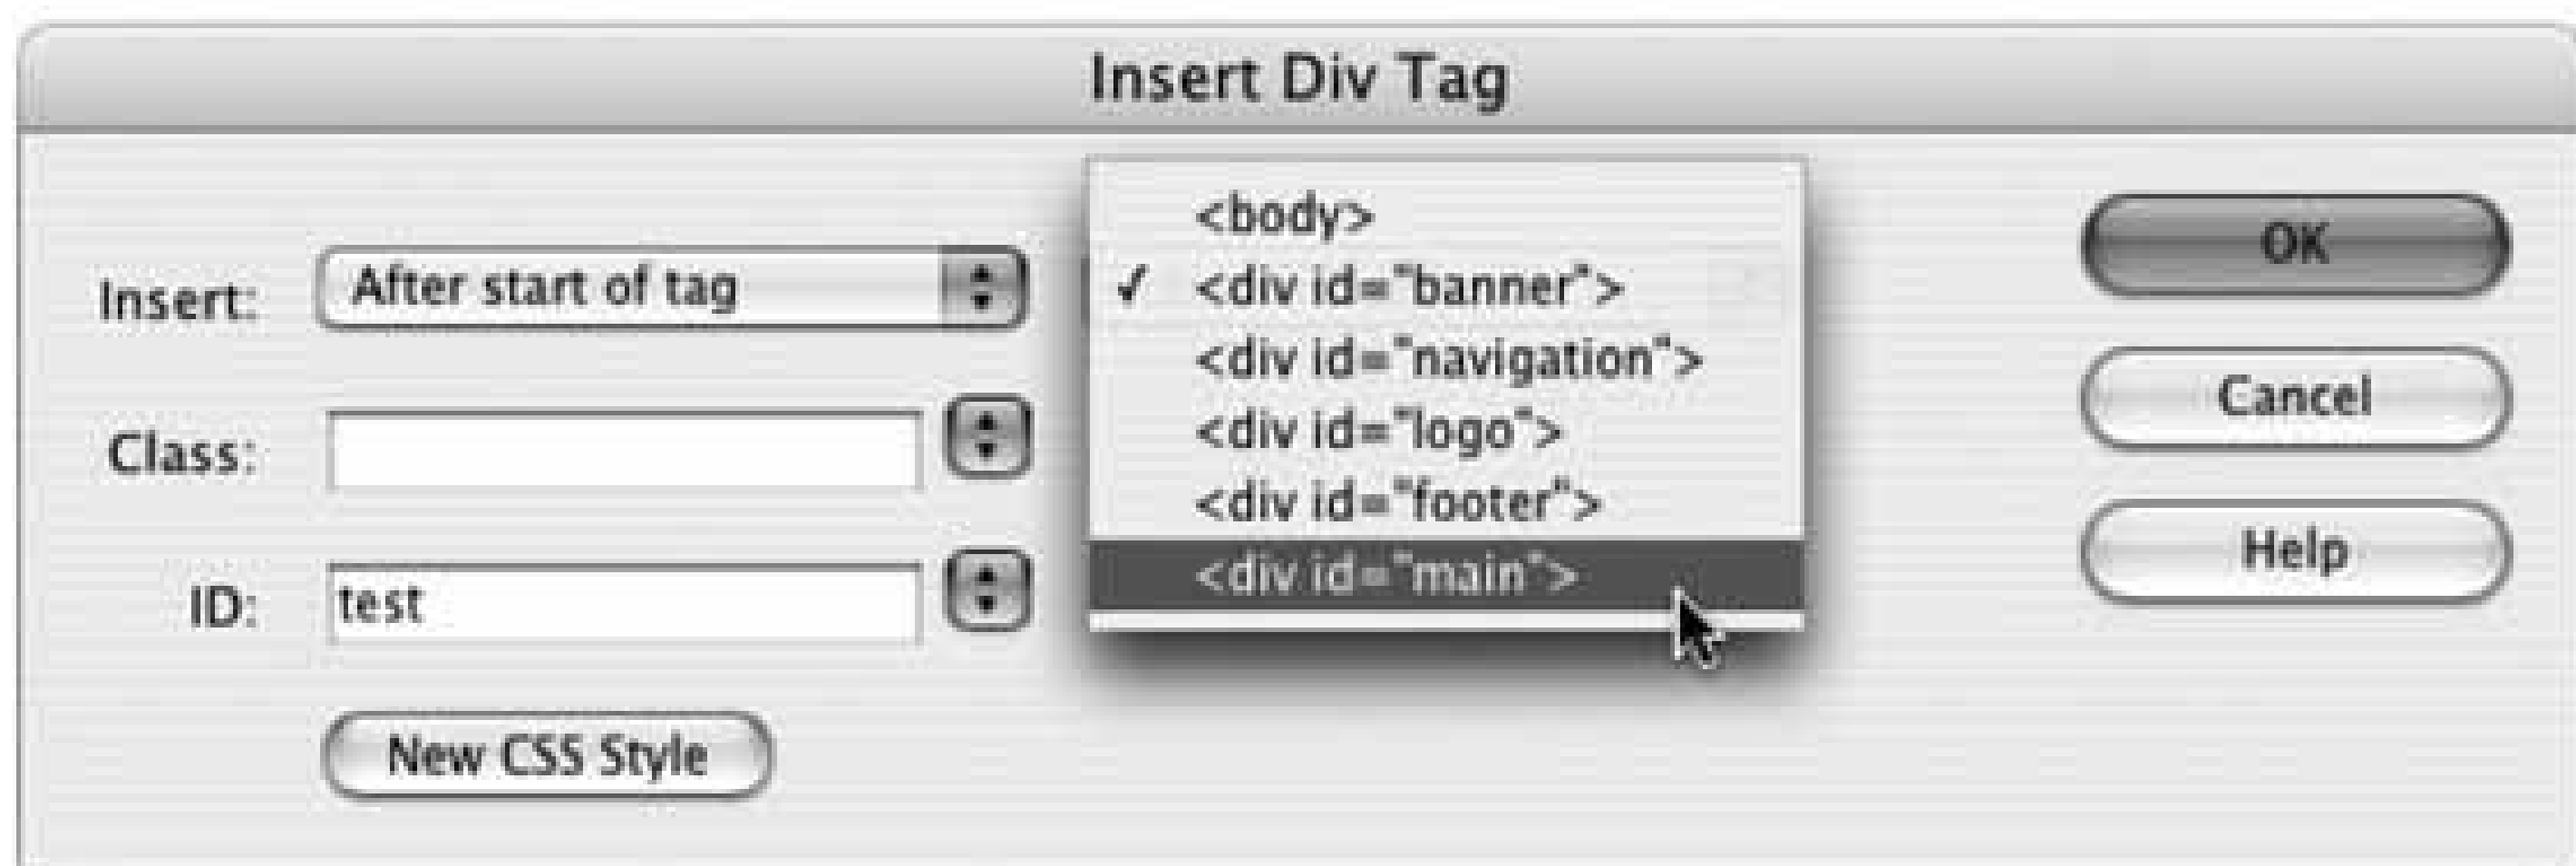 Insert Div Tag
Insert: After start of tag
Class:
ID: test
New CSS Style
<body>
✓ <div id="banner">
<div id="navigation">
<div id="logo">
<div id="footer">
<div id="main">
OK
Cancel
Help